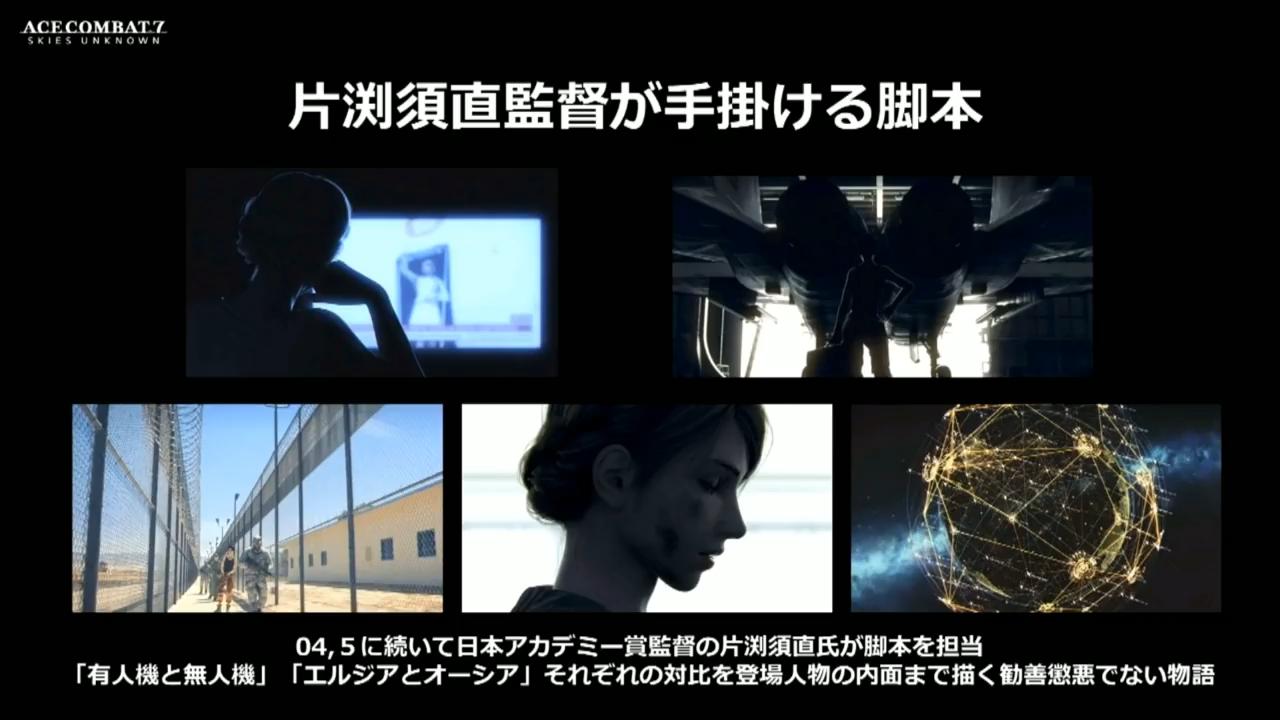 ACE COMBAT 7
SKIES UNKNOWN
片渕須直監督が手掛ける脚本
04,5に続いて日本アカデミー賞監督の片渕須直氏が脚本を担当
「有人機と無人機」「エルジアとオーシア」それぞれの対比を登場人物の内面まで描く勧善懲悪でない物語